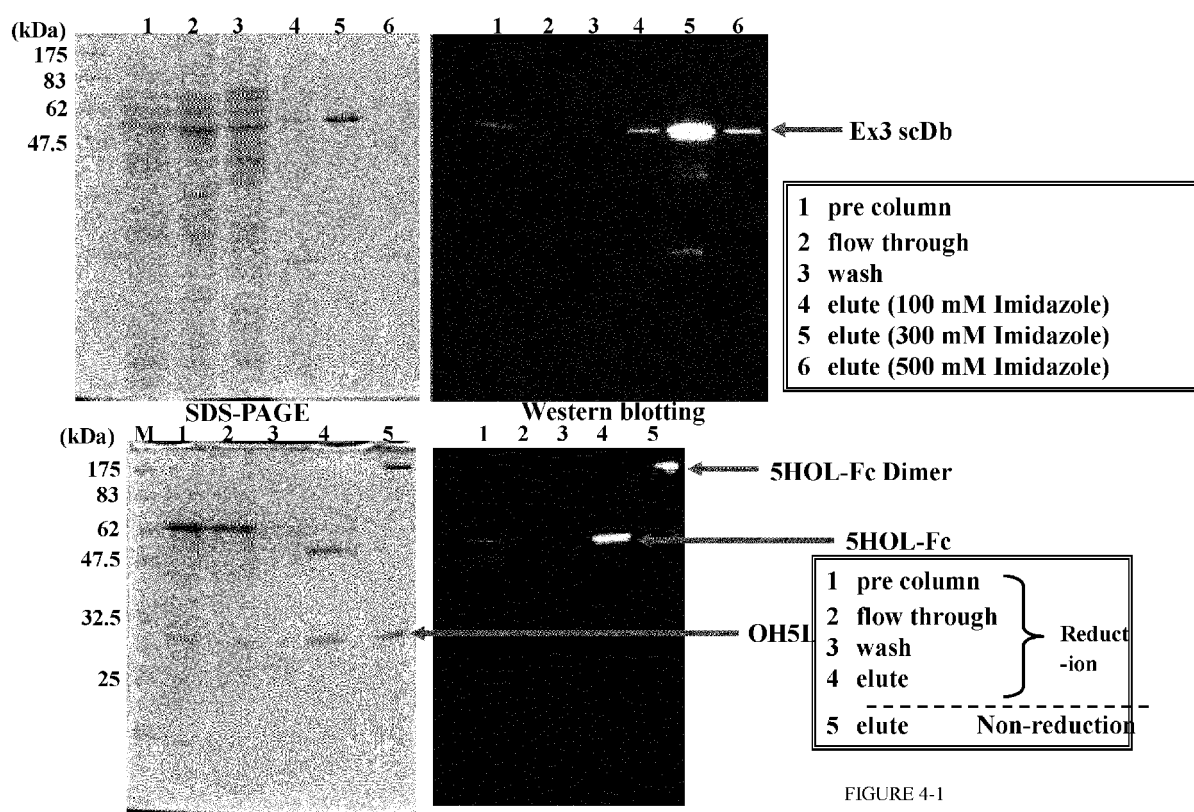 (kDa) 1 2 3 4 5 6 1 2 3 4 5 6
175
83
62
47.5
Ex3 scDb
1 pre column
2 flow through
3 wash
4 elute (100 mM Imidazole)
5 elute (300 mM Imidazole)
6 elute (500 mM Imidazole)
SDS-PAGE Western blotting
(kDa) M 1 2 3 4 5 1 2 3 4 5
175
83
62
47.5
32.5
25
5HOL-Fc Dimer
5HOL-Fc
OH5L
1 pre column
2 flow through
3 wash
4 elute
Reduct
-ion
5 elute Non-reduction
FIGURE 4-1